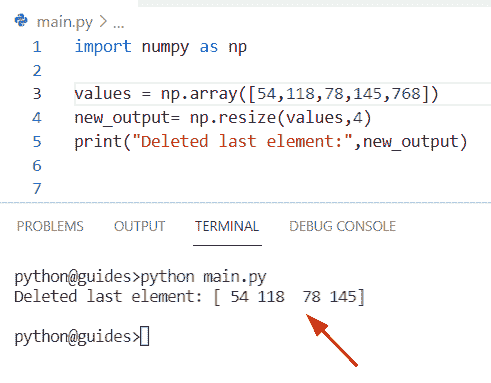 main.py > ...
1 import numpy as np
2
3 values = np.array([54,118,78,145,768])
4 new_output= np.resize(values,4)
5 print("Deleted last element:",new_output)
6
7
PROBLEMS OUTPUT TERMINAL DEBUG CONSOLE
python@guides>python main.py
Deleted last element: [ 54 118  78 145]
python@guides>